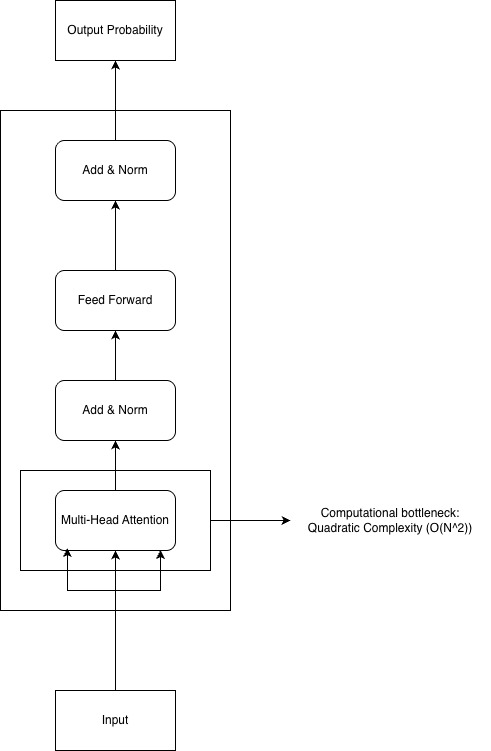 Output Probability
Add & Norm
Feed Forward
Add & Norm
Multi-Head Attention
Computational bottleneck:
Quadratic Complexity (O(N^2))
Input